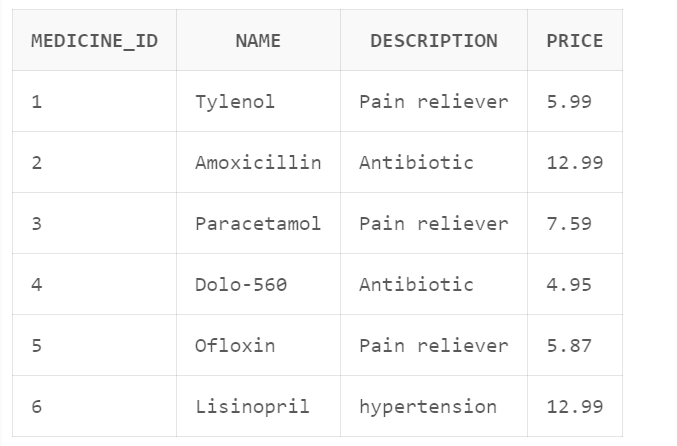 MEDICINE_ID NAME DESCRIPTION PRICE
1 Tylenol Pain reliever 5.99
2 Amoxicillin Antibiotic 12.99
3 Paracetamol Pain reliever 7.59
4 Dolo-560 Antibiotic 4.95
5 Ofloxin Pain reliever 5.87
6 Lisinopril hypertension 12.99